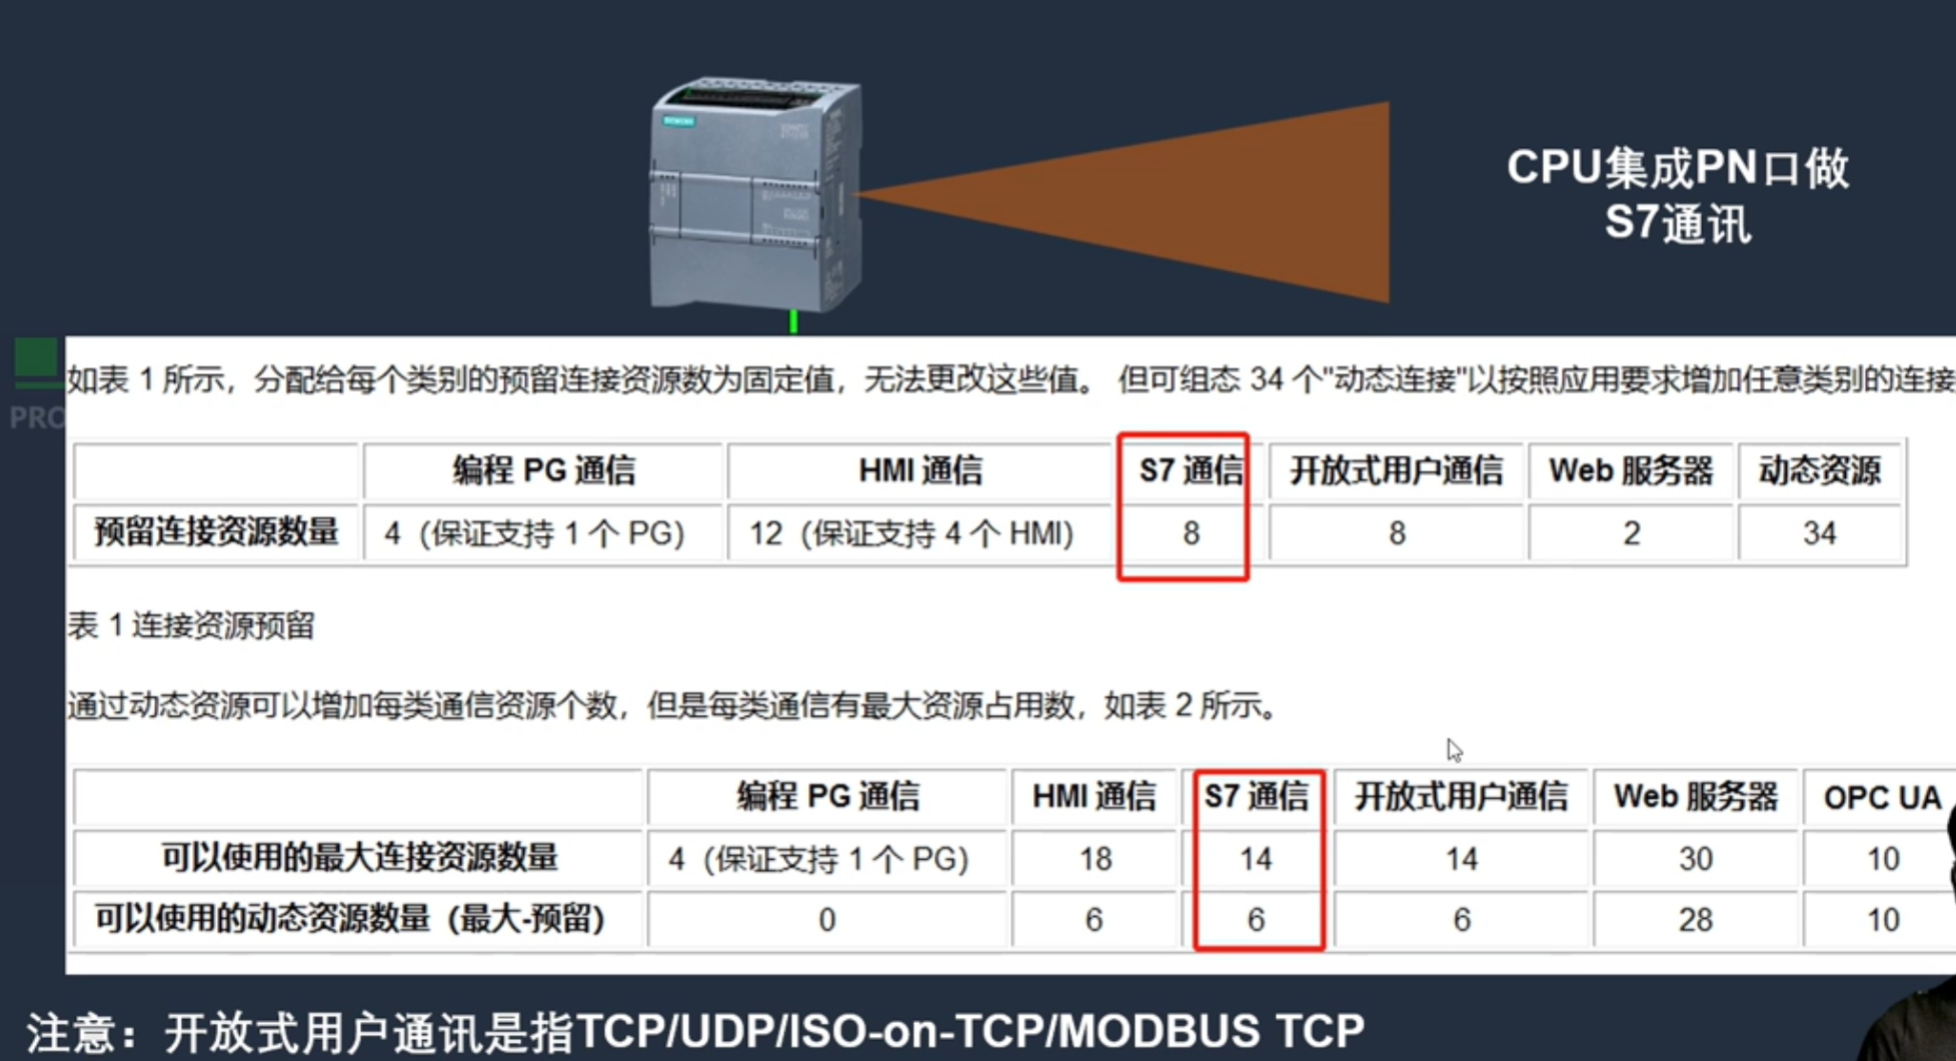 SIEMENS
CPU集成PN口做
S7通讯
PRO
如表 1 所示，分配给每个类别的预留连接资源数为固定值，无法更改这些值。 但可组态 34 个"动态连接"以按照应用要求增加任意类别的连接
编程 PG 通信 HMI 通信 S7 通信 开放式用户通信 Web 服务器 动态资源
预留连接资源数量 4（保证支持 1 个 PG） 12（保证支持 4 个 HMI） 8 8 2 34
表 1 连接资源预留
通过动态资源可以增加每类通信资源个数，但是每类通信有最大资源占用数，如表 2 所示。
编程 PG 通信 HMI 通信 S7 通信 开放式用户通信 Web 服务器 OPC UA
可以使用的最大连接资源数量 4（保证支持 1 个 PG） 18 14 14 30 10
可以使用的动态资源数量（最大-预留） 0 6 6 6 28 10
注意：开放式用户通讯是指TCP/UDP/ISO-on-TCP/MODBUS TCP